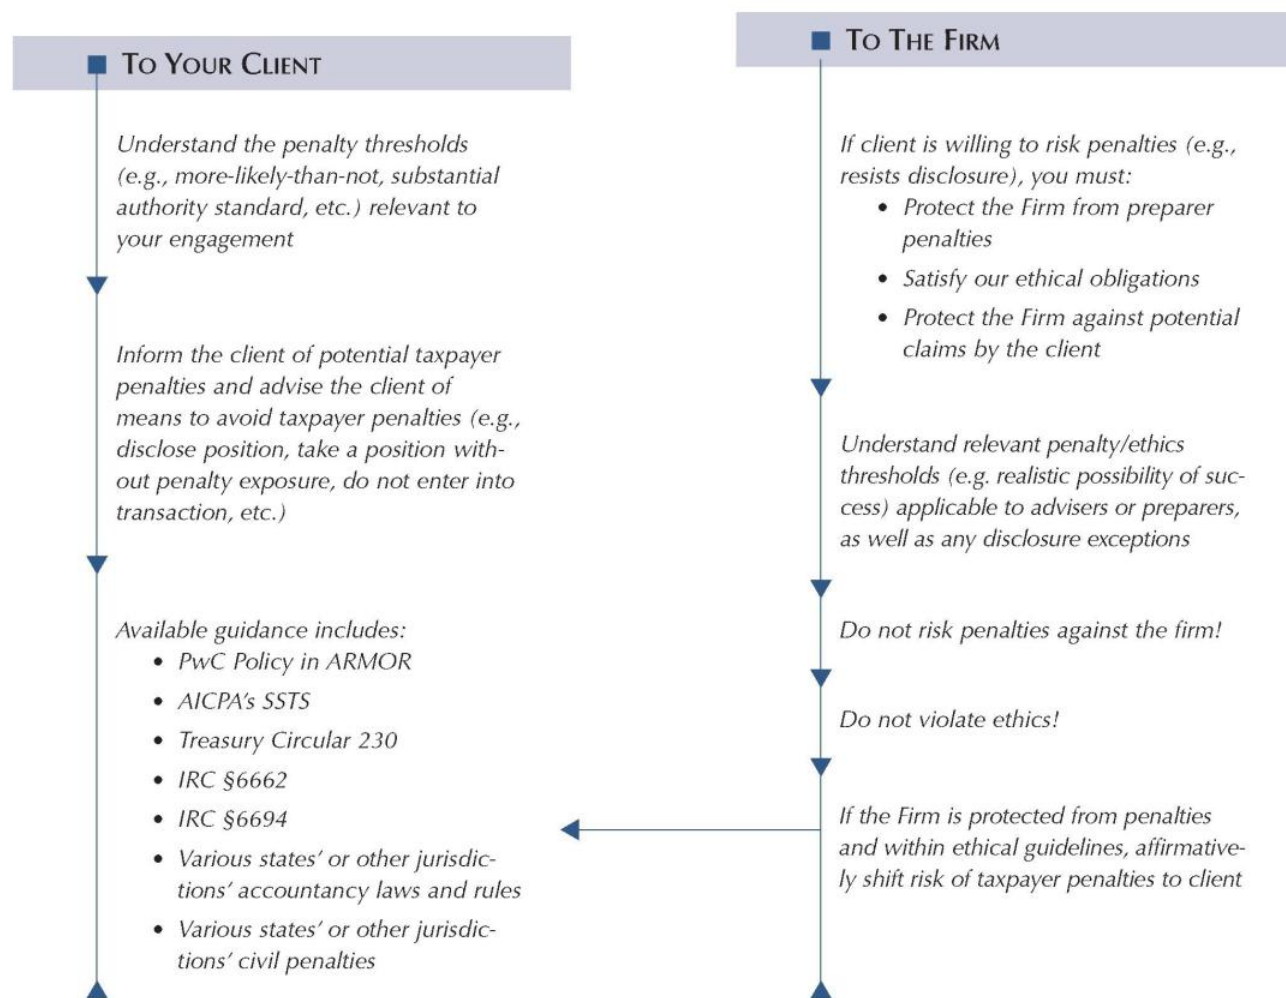 TO YOUR CLIENT
Understand the penalty thresholds
(e.g., more-likely-than-not, substantial
authority standard, etc.) relevant to
your engagement
Inform the client of potential taxpayer
penalties and advise the client of
means to avoid taxpayer penalties (e.g.,
disclose position, take a position with-
out penalty exposure, do not enter into
transaction, etc.)
Available guidance includes:
• PwC Policy in ARMOR
• AICPA's SSTS
• Treasury Circular 230
• IRC §6662
• IRC §6694
• Various states' or other jurisdic-
tions' accountancy laws and rules
• Various states' or other jurisdic-
tions' civil penalties
TO THE FIRM
If client is willing to risk penalties (e.g.,
resists disclosure), you must:
• Protect the Firm from preparer
penalties
• Satisfy our ethical obligations
• Protect the Firm against potential
claims by the client
Understand relevant penalty/ethics
thresholds (e.g. realistic possibility of suc-
cess) applicable to advisers or preparers,
as well as any disclosure exceptions
Do not risk penalties against the firm!
Do not violate ethics!
If the Firm is protected from penalties
and within ethical guidelines, affirmative-
ly shift risk of taxpayer penalties to client